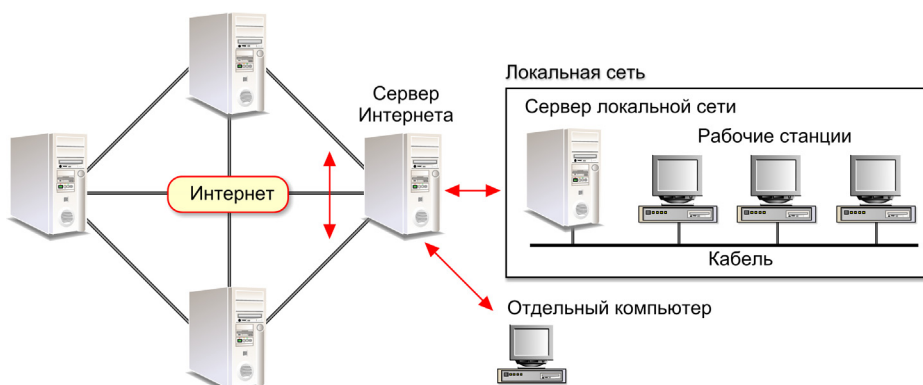 Интернет
Сервер
Интернета
Локальная сеть
Сервер локальной сети
Рабочие станции
Кабель
Отдельный компьютер